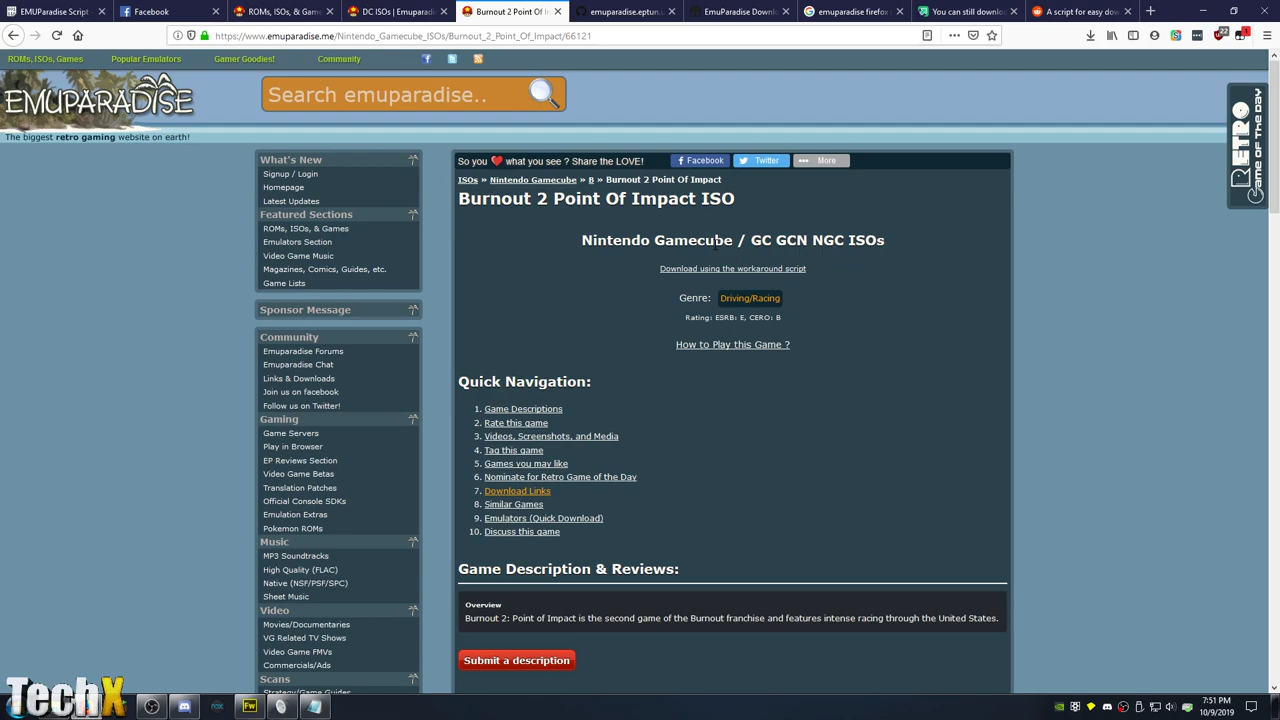 EMUParadise Script -
Facebook
ROMs, ISOs, & Game
DC ISOs | Emuparadis
Burnout 2 Point Of Im
emuparadise.eptun.c
EmuParadise Downlo
emuparadise firefox
You can still downloa
A script for easy dow
https://www.emuparadise.me/Nintendo_Gamecube_ISOs/Burnout_2_Point_Of_Impact/66121
22
1
ROMs, ISOs, Games
Popular Emulators
Gamer Goodies!
Community
EMUPARADISE
Search emuparadise..
The biggest retro gaming website on earth!
RETRO
Game OF THE DAY
What's New
Signup / Login
Homepage
Latest Updates
Featured Sections
ROMs, ISOs, & Games
Emulators Section
Video Game Music
Magazines, Comics, Guides, etc.
Game Lists
Sponsor Message
Community
Emuparadise Forums
Emuparadise Chat
Links & Downloads
Join us on facebook
Follow us on Twitter!
Gaming
Game Servers
Play in Browser
EP Reviews Section
Video Game Betas
Translation Patches
Official Console SDKs
Emulation Extras
Pokemon ROMs
Music
MP3 Soundtracks
High Quality (FLAC)
Native (NSF/PSF/SPC)
Sheet Music
Video
Movies/Documentaries
VG Related TV Shows
Video Game FMVs
Commercials/Ads
Scans
Strategy/Game Guides
So you ❤ what you see ? Share the LOVE!
Facebook
Twitter
More
ISOs » Nintendo Gamecube » B » Burnout 2 Point Of Impact
Burnout 2 Point Of Impact ISO
Nintendo Gamecube / GC GCN NGC ISOs
Download using the workaround script
Genre: Driving/Racing
Rating: ESRB: E, CERO: B
How to Play this Game ?
Quick Navigation:
1. Game Descriptions
2. Rate this game
3. Videos, Screenshots, and Media
4. Tag this game
5. Games you may like
6. Nominate for Retro Game of the Day
7. Download Links
8. Similar Games
9. Emulators (Quick Download)
10. Discuss this game
Game Description & Reviews:
Overview
Burnout 2: Point of Impact is the second game of the Burnout franchise and features intense racing through the United States.
Submit a description
TechX
nox
Fw
7:51 PM
10/9/2019